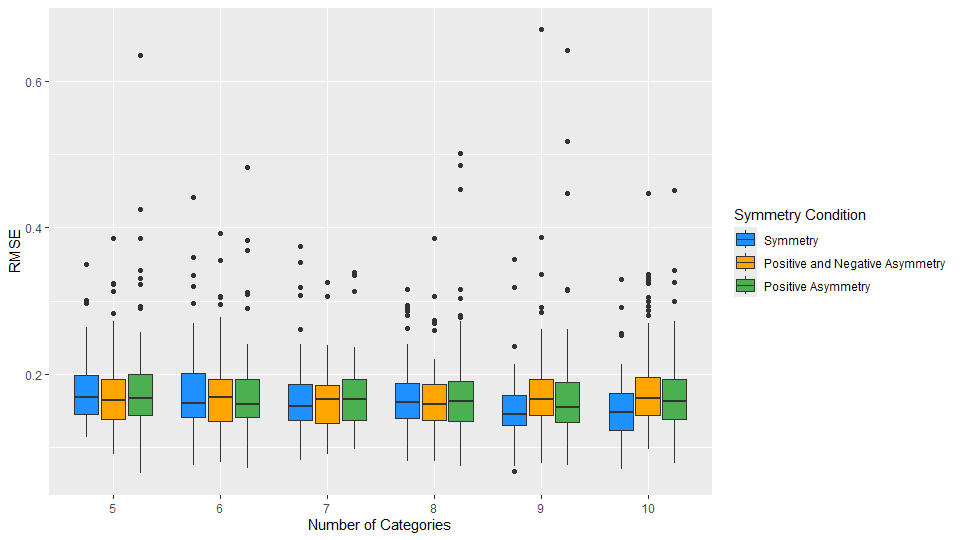 0.6
0.4
0.2
RMSE
5 6 7 8 9 10
Number of Categories
Symmetry Condition
Symmetry
Positive and Negative Asymmetry
Positive Asymmetry